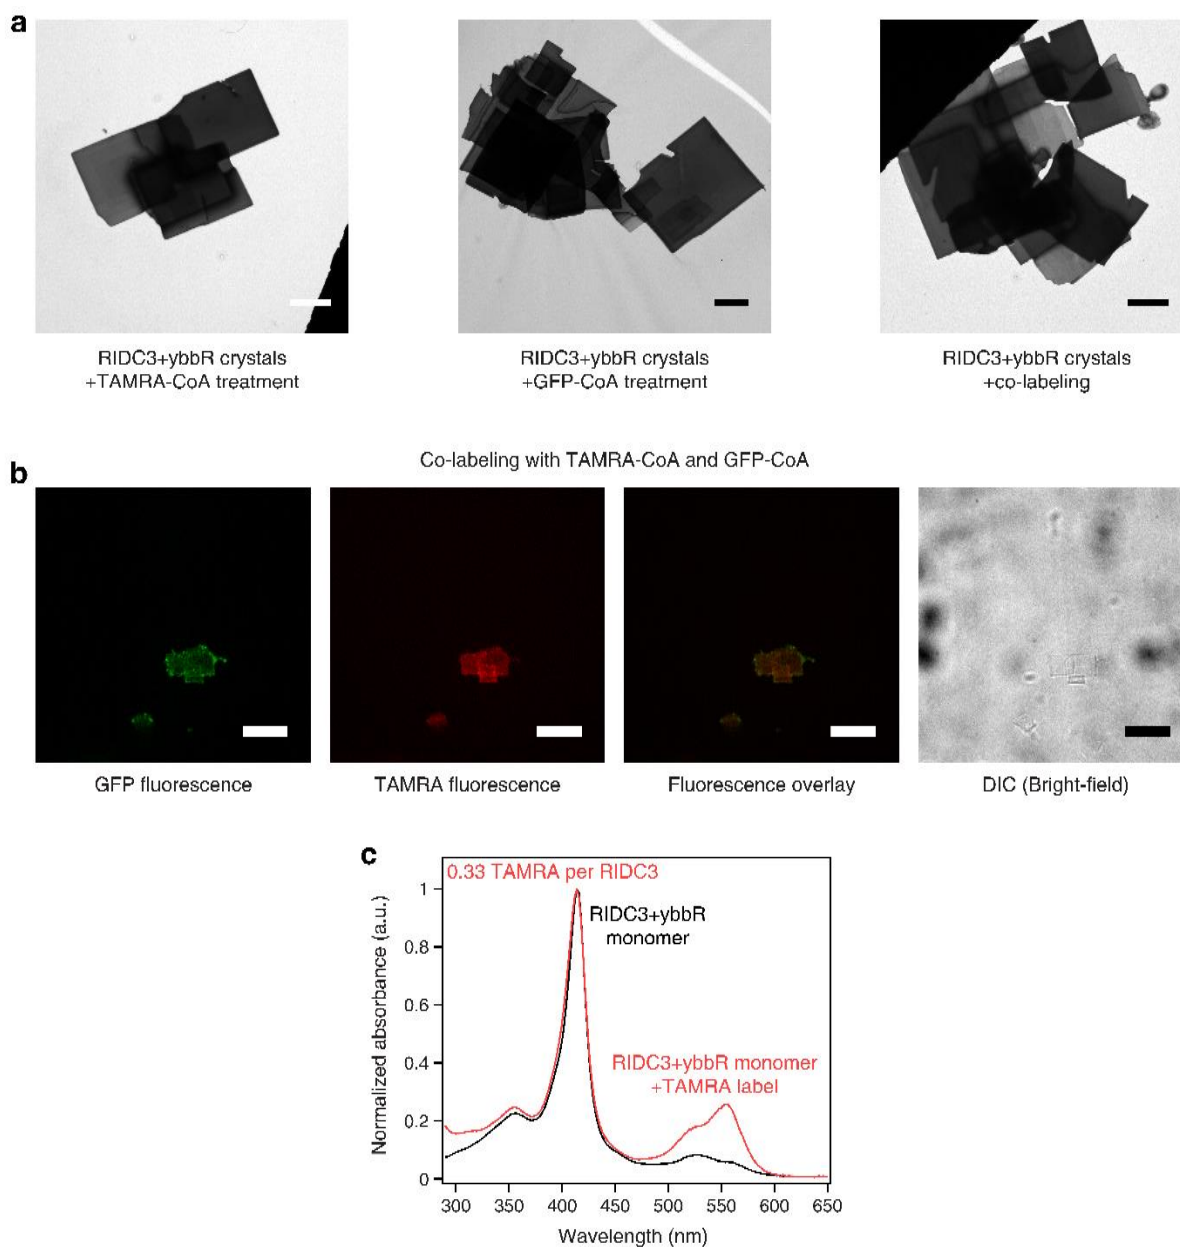 a
RIDC3+ybbR crystals
+TAMRA-CoA treatment
RIDC3+ybbR crystals
+GFP-CoA treatment
RIDC3+ybbR crystals
+co-labeling
Co-labeling with TAMRA-CoA and GFP-CoA
b
GFP fluorescence
TAMRA fluorescence
Fluorescence overlay
DIC (Bright-field)
c
0.33 TAMRA per RIDC3
RIDC3+ybbR
monomer
RIDC3+ybbR monomer
+TAMRA label
Normalized absorbance (a.u.)
1
0.8
0.6
0.4
0.2
0
300 350 400 450 500 550 600 650
Wavelength (nm)